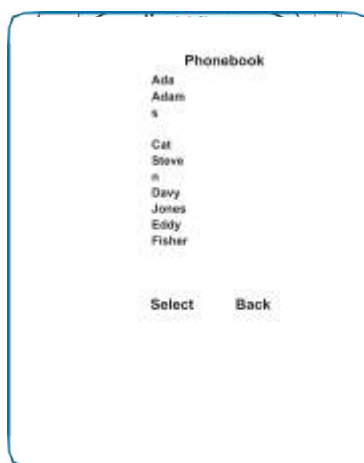 Phonebook
Ada
Adam
s
Cat
Steve
n
Davy
Jones
Eddy
Fisher
Select Back